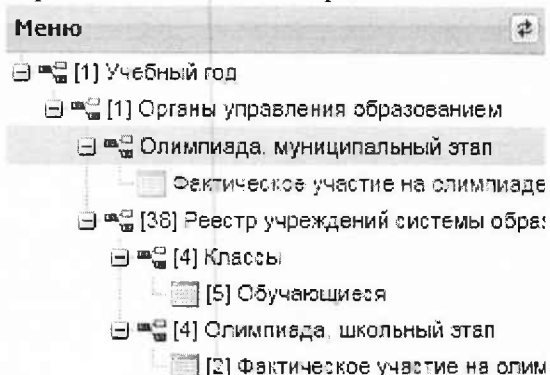 Меню
[1] Учебный год
[1] Органы управления образованием
Олимпиада, муниципальный этап
Фактическое участие на олимпиаде
[38] Реестр учреждений системы образ
[4] Классы
[5] Обучающиеся
[4] Олимпиада, школьный этап
[2] Фактическое участие на олим